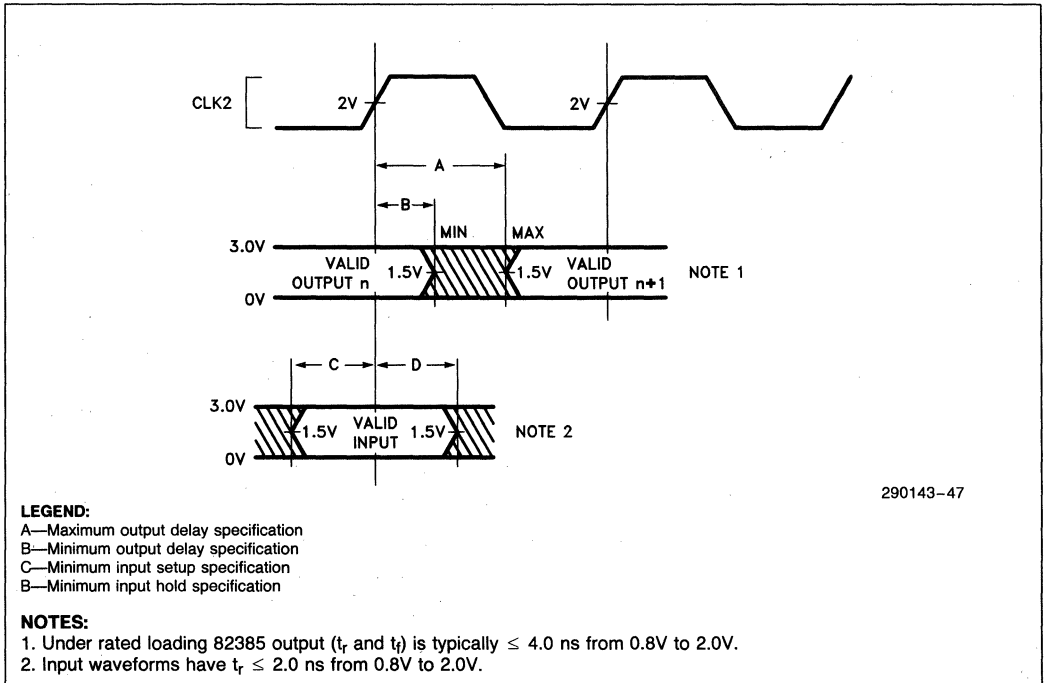 CLK2
2V 2V
A
B
MIN MAX
3.0V
VALID OUTPUT n 1.5V 1.5V VALID OUTPUT n+1 NOTE 1
0V
C D
3.0V
1.5V VALID INPUT 1.5V NOTE 2
0V
290143-47
LEGEND:
A—Maximum output delay specification
B—Minimum output delay specification
C—Minimum input setup specification
B—Minimum input hold specification
NOTES:
1. Under rated loading 82385 output (tr and tf) is typically ≤ 4.0 ns from 0.8V to 2.0V.
2. Input waveforms have tr ≤ 2.0 ns from 0.8V to 2.0V.